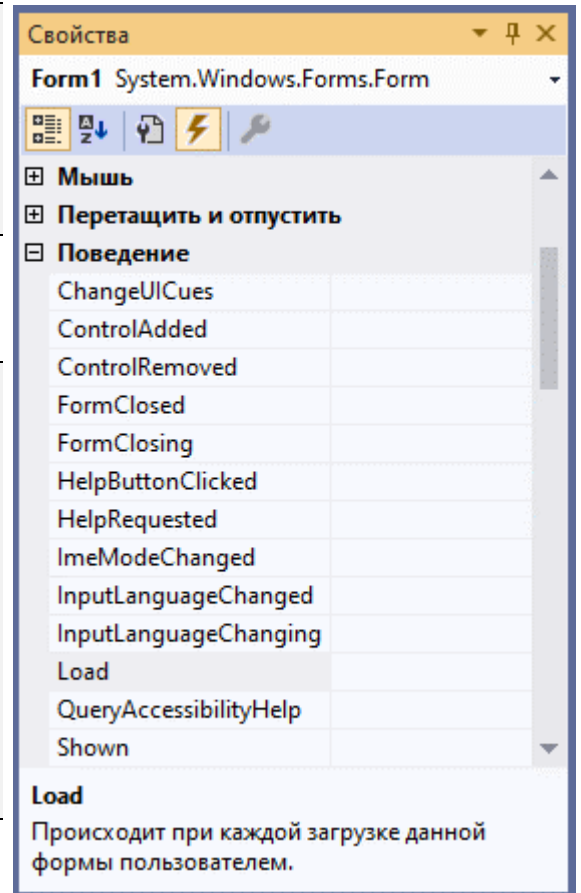 Свойства
Form1 System.Windows.Forms.Form
Мышь
Перетащить и отпустить
Поведение
ChangeUICues
ControlAdded
ControlRemoved
FormClosed
FormClosing
HelpButtonClicked
HelpRequested
ImeModeChanged
InputLanguageChanged
InputLanguageChanging
Load
QueryAccessibilityHelp
Shown
Load
Происходит при каждой загрузке данной
формы пользователем.